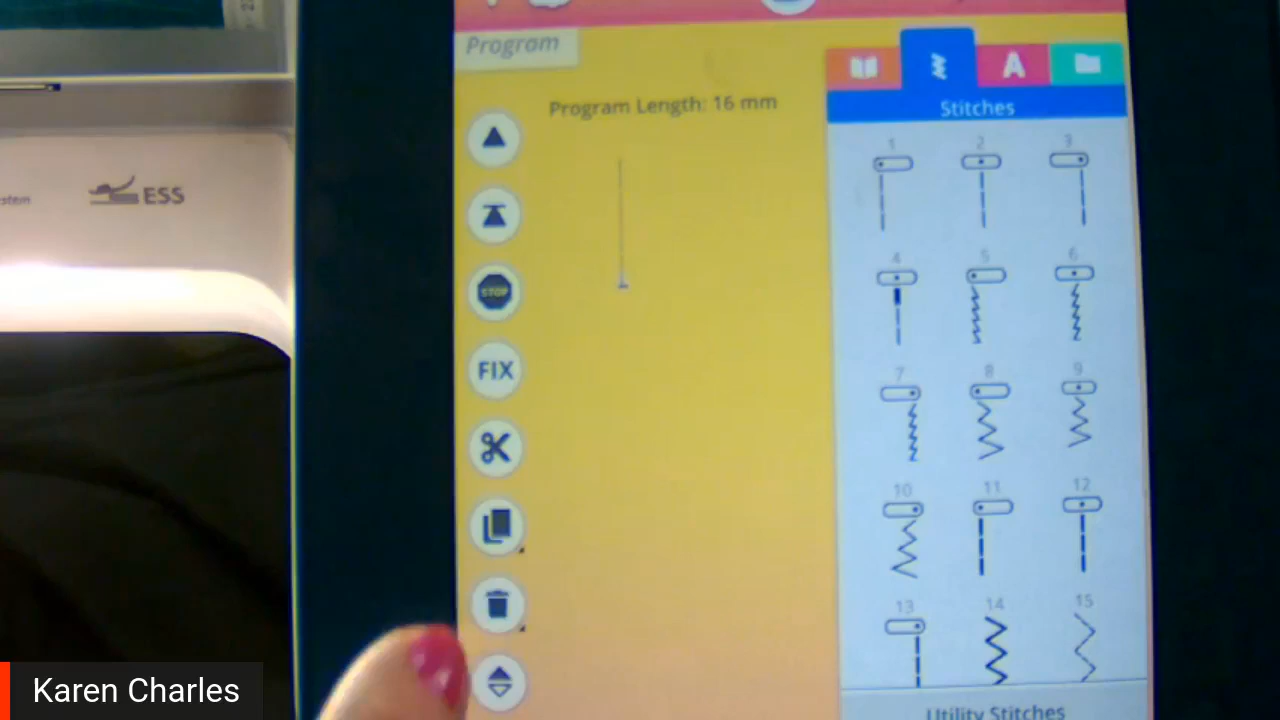 Program
Program Length: 16 mm
A
Stitches
1 2 3
ESS
STOP
4 5 6
FIX
7 8 9
10 11 12
13 14 15
Utility Stitches
Karen Charles